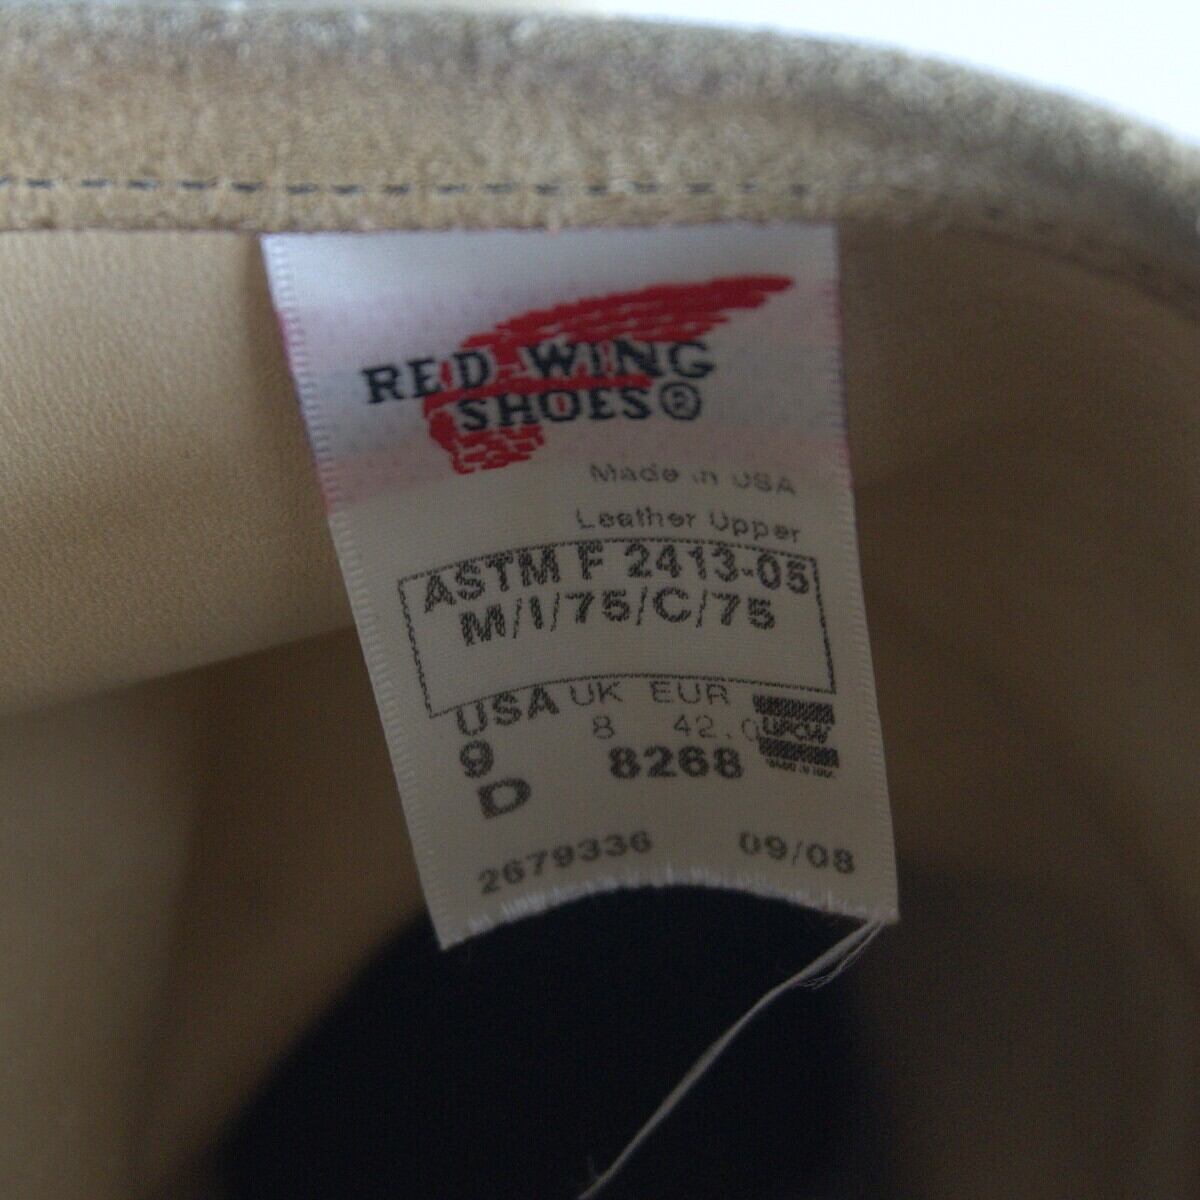 RED WING
SHOES®
Made in USA
Leather Upper
ASTM F 2413-05
M/I/75/C/75
USA UK EUR
9 8 42.0
D 8268
UFCW
2679336 09/08